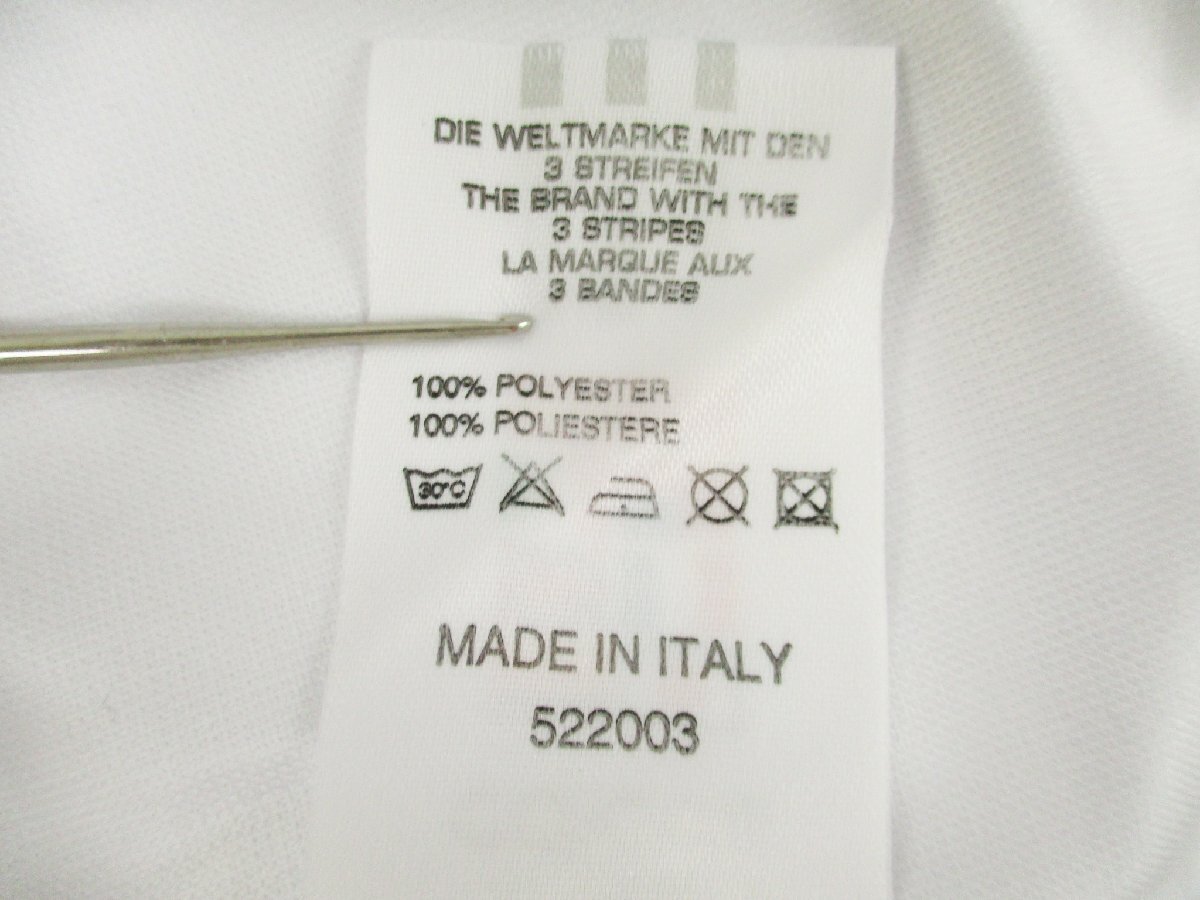 DIE WELTMARKE MIT DEN
3 STREIFEN
THE BRAND WITH THE
3 STRIPES
LA MARQUE AUX
3 BANDES
100% POLYESTER
100% POLIESTERE
30°C
MADE IN ITALY
522003